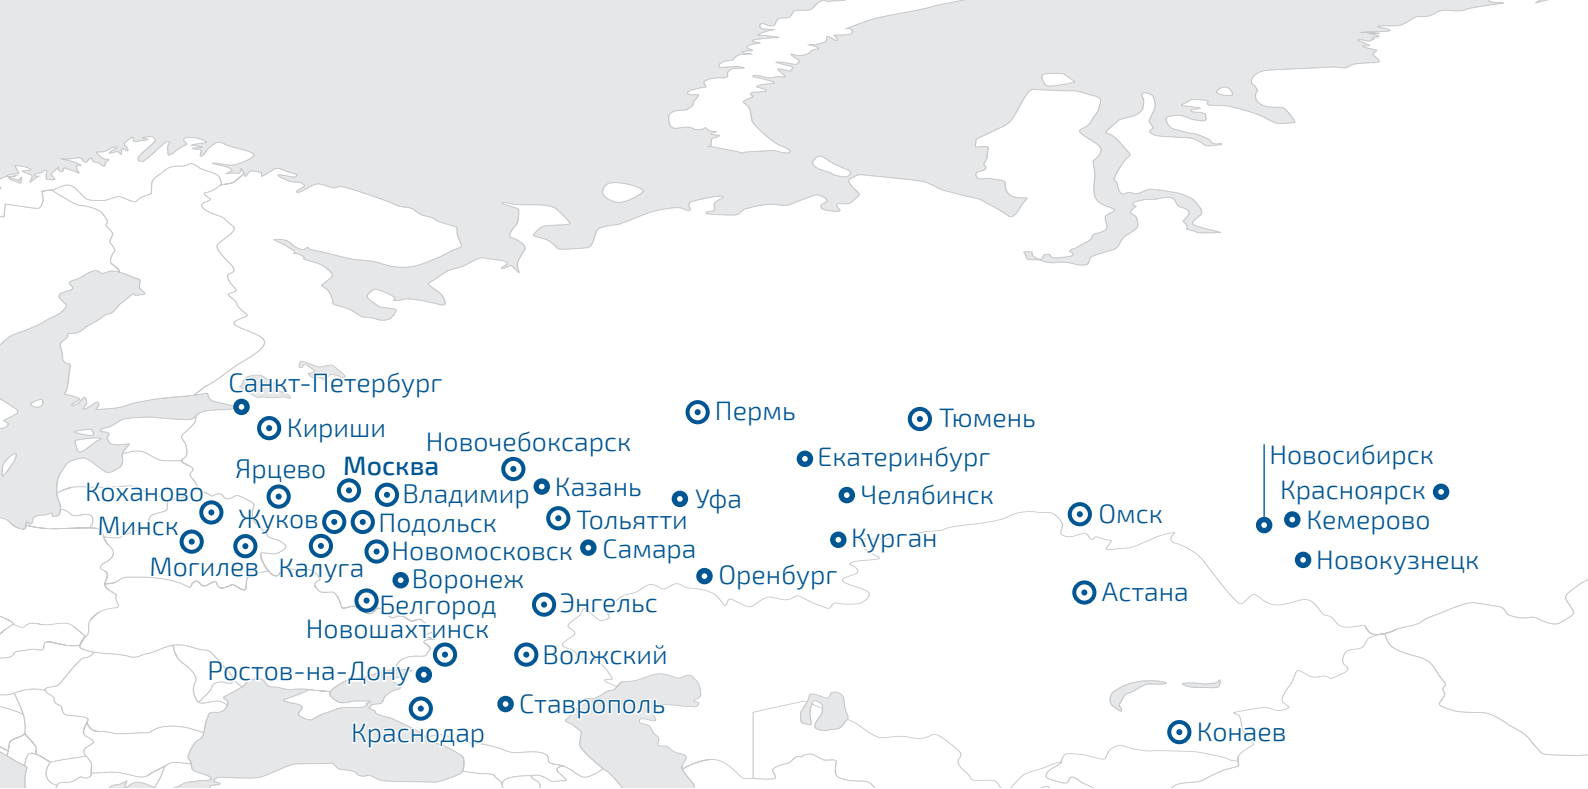 Санкт-Петербург
Кириши
Пермь
Тюмень
Новочебоксарск
Екатеринбург
Новосибирск
Ярцево
Москва
Коханово
Владимир
Казань
Уфа
Челябинск
Красноярск
Минск
Жуков
Подольск
Тольятти
Омск
Кемерово
Могилев
Калуга
Новомосковск
Самара
Курган
Новокузнецк
Воронеж
Оренбург
Белгород
Энгельс
Астана
Новошахтинск
Волжский
Ростов-на-Дону
Ставрополь
Краснодар
Конаев